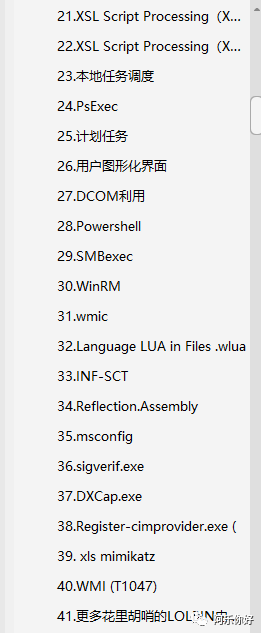 21.XSL Script Processing（X...
22.XSL Script Processing（X...
23.本地任务调度
24.PsExec
25.计划任务
26.用户图形化界面
27.DCOM利用
28.Powershell
29.SMBexec
30.WinRM
31.wmic
32.Language LUA in Files .wlua
33.INF-SCT
34.Reflection.Assembly
35.msconfig
36.sigverif.exe
37.DXCap.exe
38.Register-cimprovider.exe (
39. xls mimikatz
40.WMI (T1047)
41.更多花里胡哨的LOL
阿乐你好